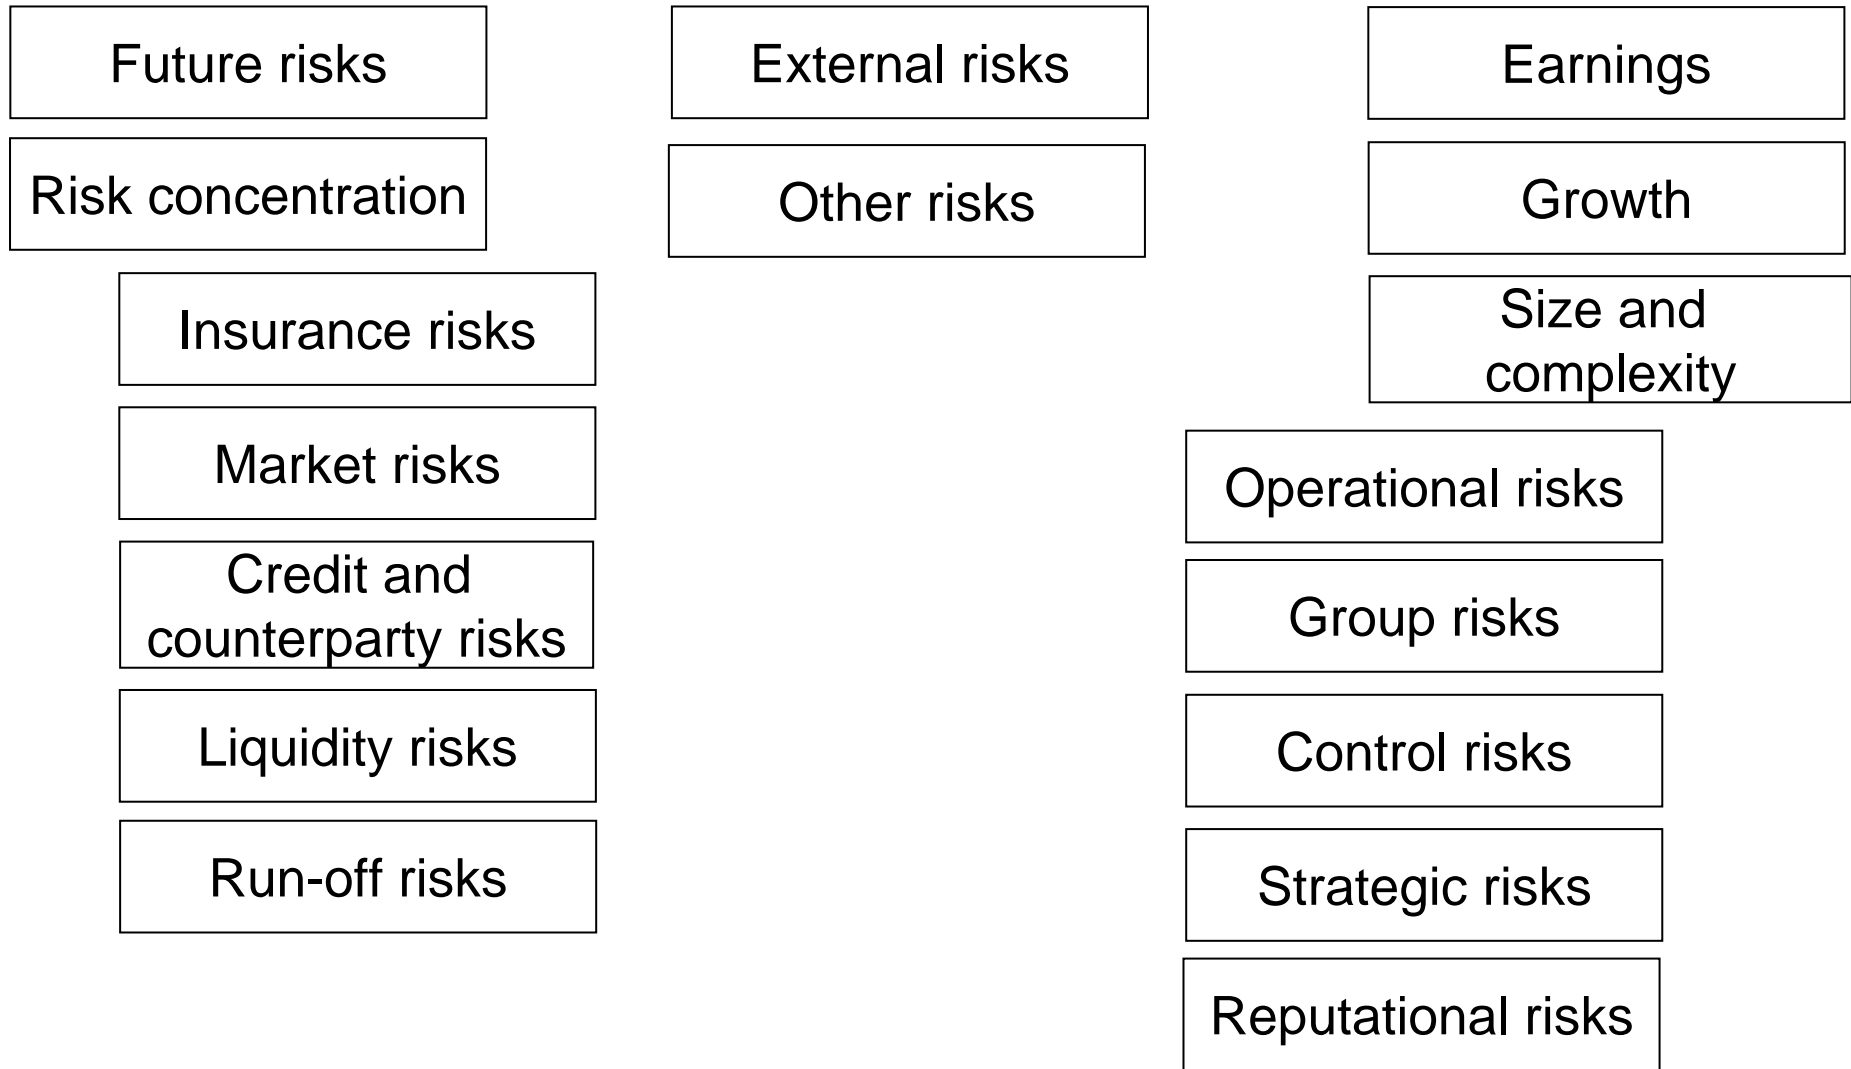 Future risks
External risks
Earnings
Risk concentration
Other risks
Growth
Insurance risks
Size and
complexity
Market risks
Operational risks
Credit and
counterparty risks
Group risks
Liquidity risks
Control risks
Run-off risks
Strategic risks
Reputational risks